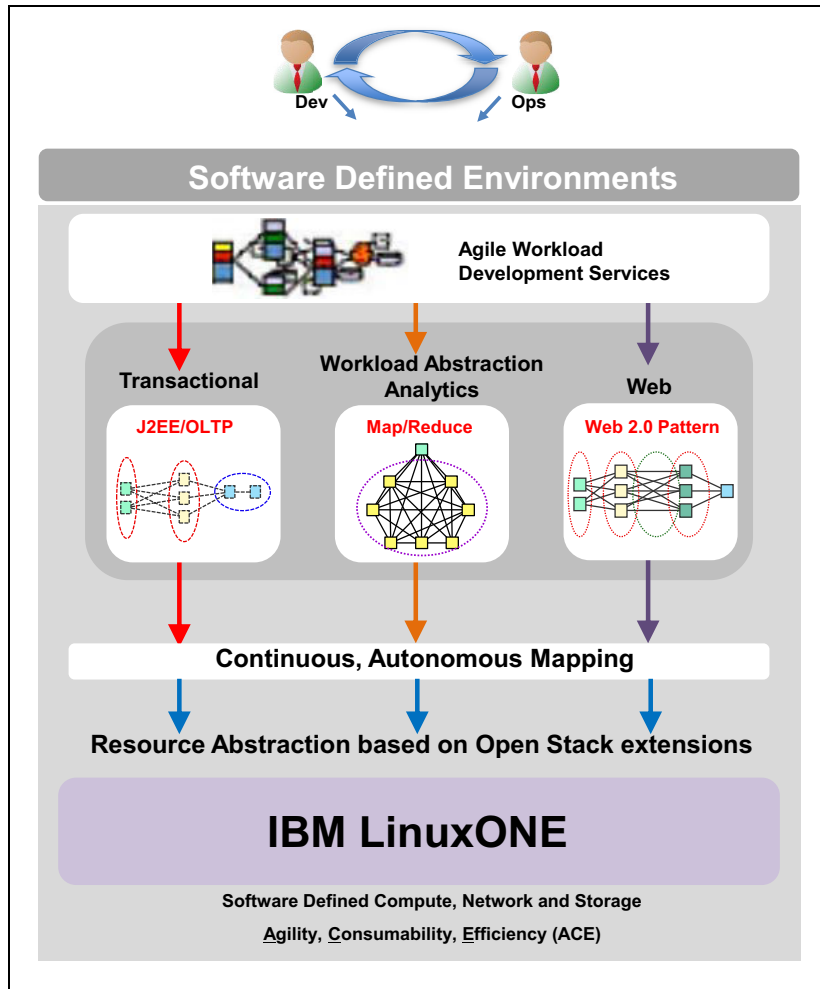 Dev
Ops
Software Defined Environments
Agile Workload
Development Services
Transactional
Workload Abstraction
Analytics
Web
J2EE/OLTP
Map/Reduce
Web 2.0 Pattern
Continuous, Autonomous Mapping
Resource Abstraction based on Open Stack extensions
IBM LinuxONE
Software Defined Compute, Network and Storage
Agility, Consumability, Efficiency (ACE)